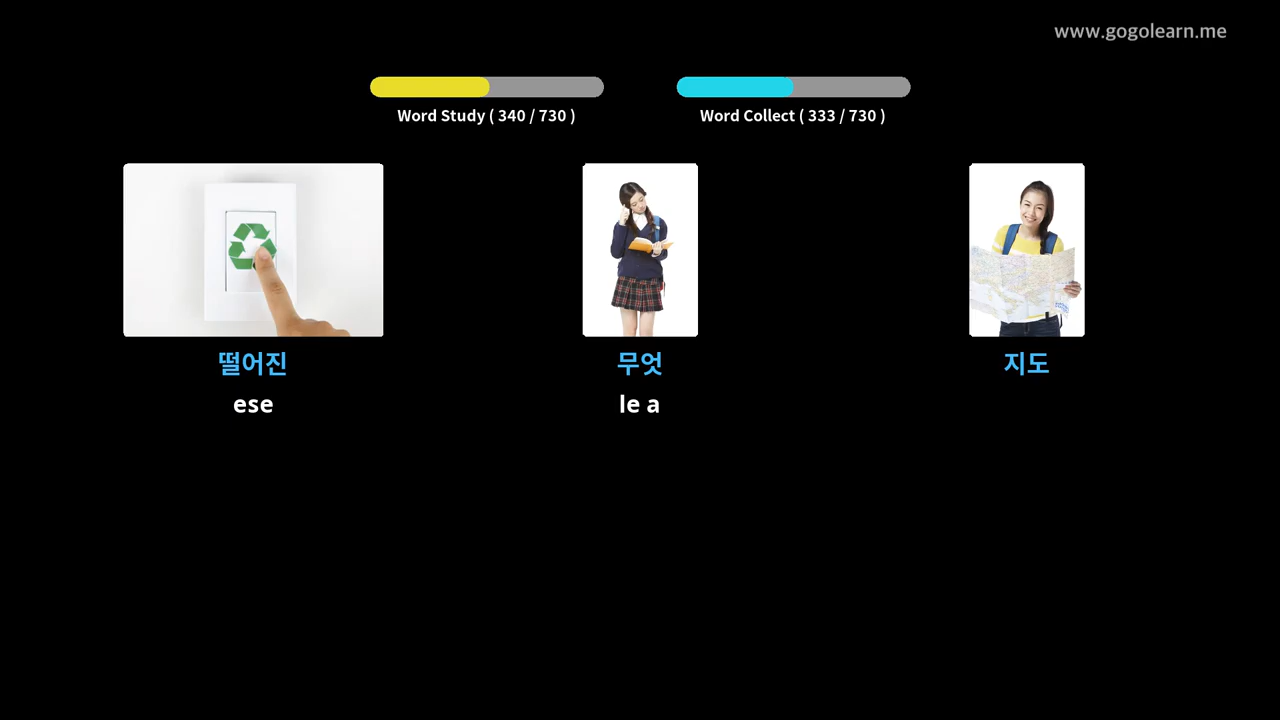 www.gogolearn.me
Word Study ( 340 / 730 )
Word Collect ( 333 / 730 )
떨어진
ese
무엇
le a
지도